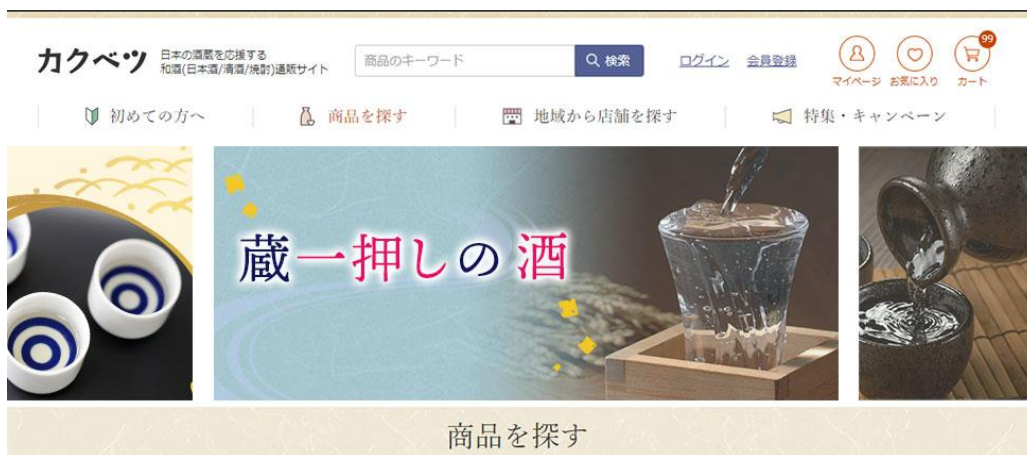 カクベツ
日本の酒蔵を応援する
和酒(日本酒/清酒/焼酎)通販サイト
商品のキーワード
検索
ログイン
会員登録
99
マイページ
お気に入り
カート
初めての方へ
商品を探す
地域から店舗を探す
特集・キャンペーン
蔵一押しの酒
商品を探す